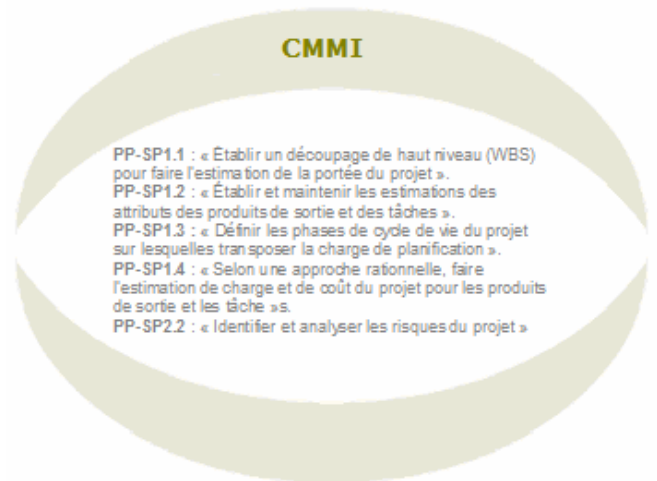 CMMI
PP-SP1.1 : « Établir un découpage de haut niveau (WBS)
pour faire l'estimation de la portée du projet ».
PP-SP1.2 : « Établir et maintenir les estimations des
attributs des produits de sortie et des tâches ».
PP-SP1.3 : « Définir les phases de cycle de vie du projet
sur lesquelles transposer la charge de planification ».
PP-SP1.4 : « Selon une approche rationnelle, faire
l'estimation de charge et de coût du projet pour les produits
de sortie et les tâche »s.
PP-SP2.2 : « Identifier et analyser les risques du projet »